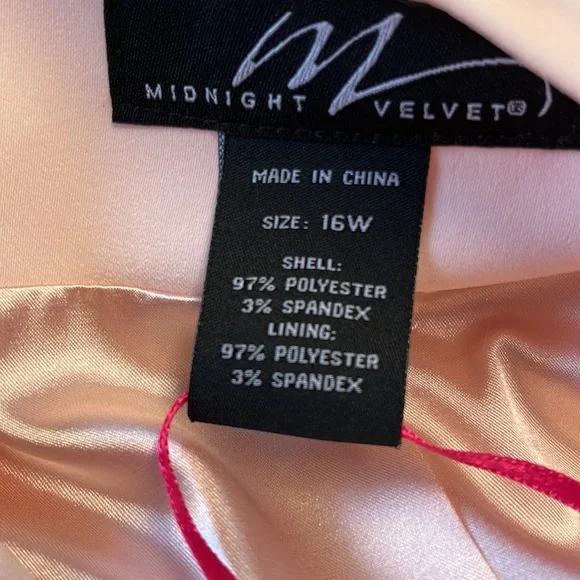 M
MIDNIGHT VELVET®
MADE IN CHINA
SIZE: 16W
SHELL:
97% POLYESTER
3% SPANDEX
LINING:
97% POLYESTER
3% SPANDEX